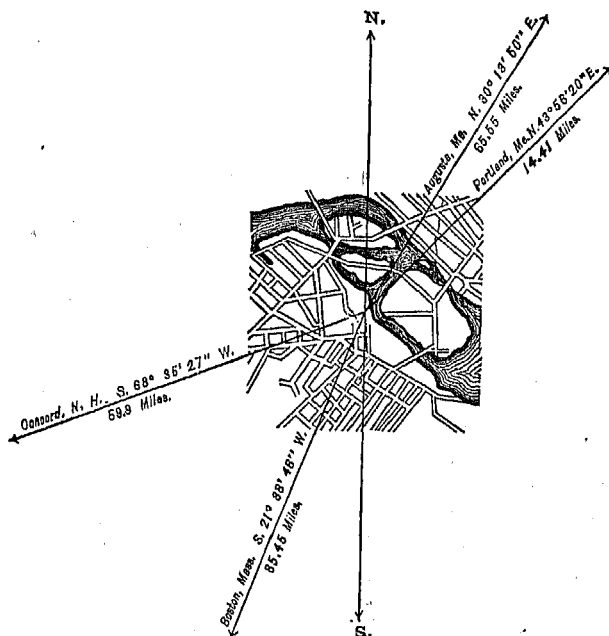 N.
Augusta, Me. N. 30° 13' 50" E.
65.55 Miles.
Portland, Me. N. 43° 56' 20" E.
14.41 Miles.
Concord, N. H. S. 68° 35' 27" W.
59.9 Miles.
Boston, Mass. S. 21° 38' 48" W.
85.45 Miles.
S.